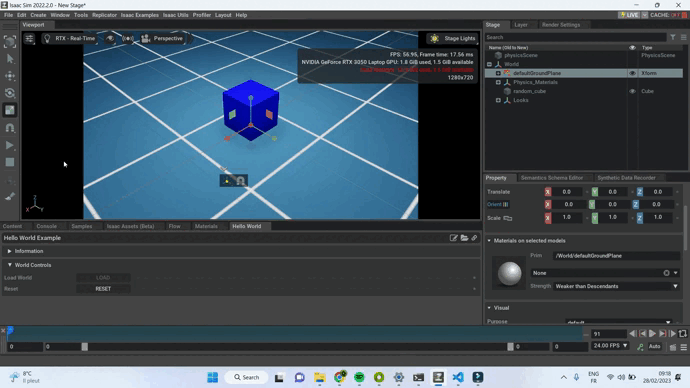 Isaac Sim 2022.2.0 - New Stage*
File Edit Create Window Tools Replicator Isaac Examples Isaac Utils Profiler Layout Help
LIVE CACHE: OFF
Viewport
RTX - Real-Time Perspective Stage Lights
FPS: 56.95, Frame time: 17.56 ms
NVIDIA GeForce RTX 3050 Laptop GPU: 1.8 GiB used, 1.5 GiB available
1280x720
Stage Layer Render Settings
Search
Name (Old to New) Type
physicsScene PhysicsScene
World
defaultGroundPlane Xform
Physics_Materials
random_cube Cube
Looks
Property Semantics Schema Editor Synthetic Data Recorder
Translate X 0.0 Y 0.0 Z 0.0
Orient X 0.0 Y 0.0 Z 0.0
Scale X 1.0 Y 1.0 Z 1.0
Materials on selected models
Prim /World/defaultGroundPlane
None
Strength Weaker than Descendants
Visual
Purpose default
Content Console Samples Isaac Assets (Beta) Flow Materials Hello World
Hello World Example
Information
World Controls
Load World LOAD
Reset RESET
0
91
0 0 0 0 24.00 FPS Auto
8°C
Il pleut
Search
ENG
FR
09:18
28/02/2023